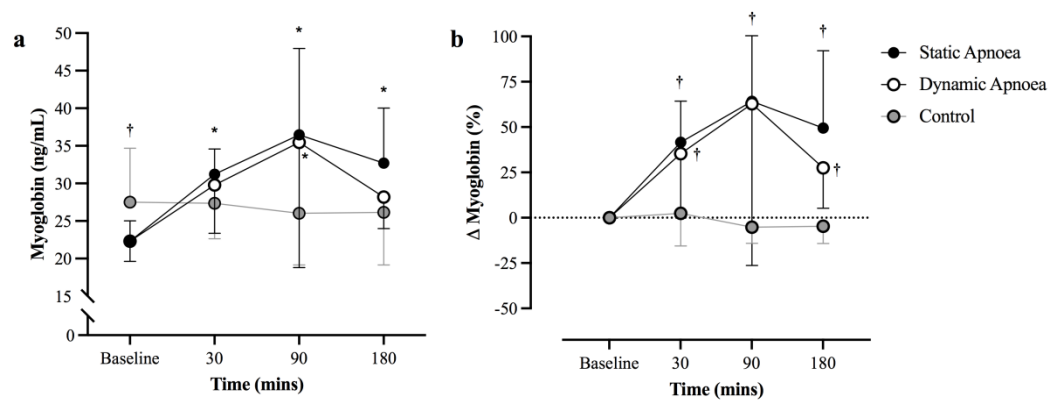 a
Myoglobin (ng/mL)
50
45
40
35
30
25
20
15
0
†
*
*
*
*
Baseline
30
90
180
Time (mins)
b
Δ Myoglobin (%)
100
75
50
25
0
-25
-50
†
†
†
†
†
Baseline
30
90
180
Time (mins)
Static Apnoea
Dynamic Apnoea
Control